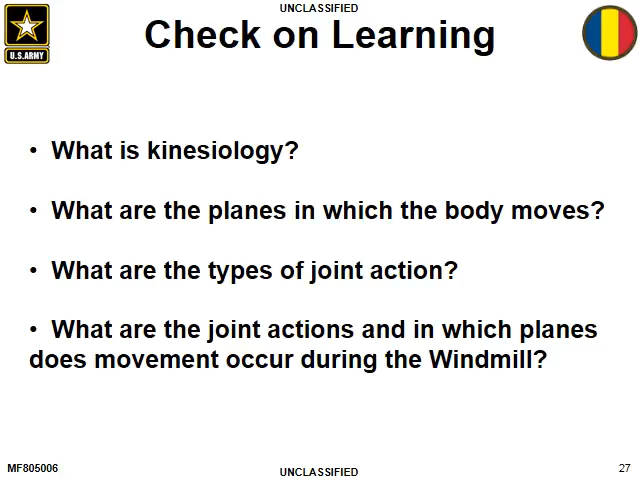 UNCLASSIFIED
Check on Learning
U.S.ARMY
• What is kinesiology?
• What are the planes in which the body moves?
• What are the types of joint action?
• What are the joint actions and in which planes
does movement occur during the Windmill?
MF805006
UNCLASSIFIED
27